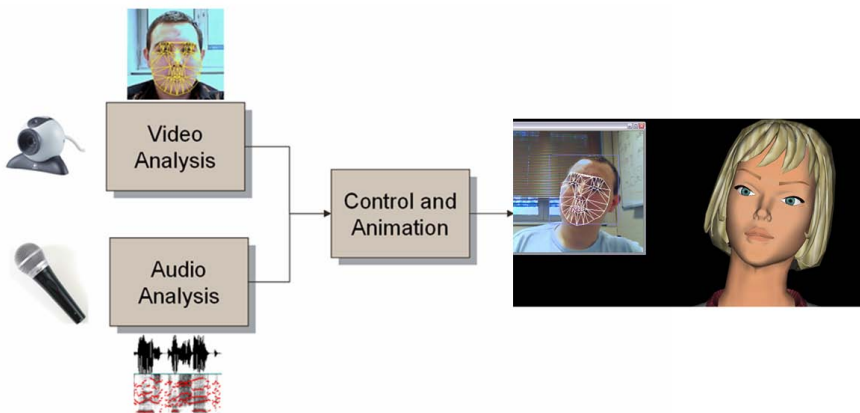 Video
Analysis
Control and
Animation
Audio
Analysis